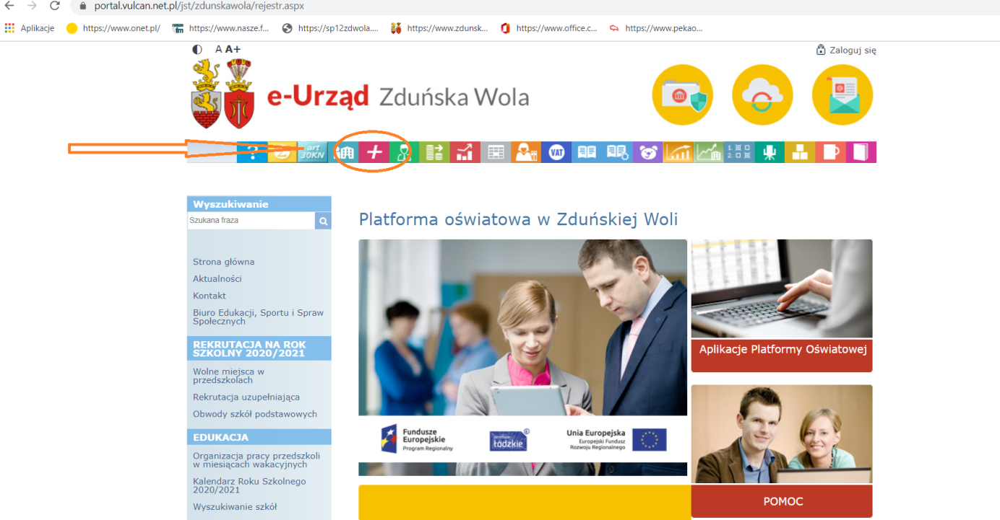 portal.vulcan.net.pl/jst/zdunskawola/rejestr.aspx
Aplikacje https://www.onet.pl/ https://www.nasze.f... https://sp12zdwola.... https://www.zdunsk... https://www.office.c... https://www.pekao...
A A+ Zaloguj się
e-Urząd Zduńska Wola
? art 30KN VAT
Wyszukiwanie
Szukana fraza
Platforma oświatowa w Zduńskiej Woli
Strona główna
Aktualności
Kontakt
Biuro Edukacji, Sportu i Spraw
Społecznych
REKRUTACJA NA ROK
SZKOLNY 2020/2021
Wolne miejsca w
przedszkolach
Rekrutacja uzupełniająca
Obwody szkół podstawowych
EDUKACJA
Organizacja pracy przedszkoli
w miesiącach wakacyjnych
Kalendarz Roku Szkolnego
2020/2021
Wyszukiwanie szkół
Fundusze
Europejskie
Program Regionalny
promuje
łódzkie
Unia Europejska
Europejski Fundusz
Rozwoju Regionalnego
Aplikacje Platformy Oświatowej
POMOC